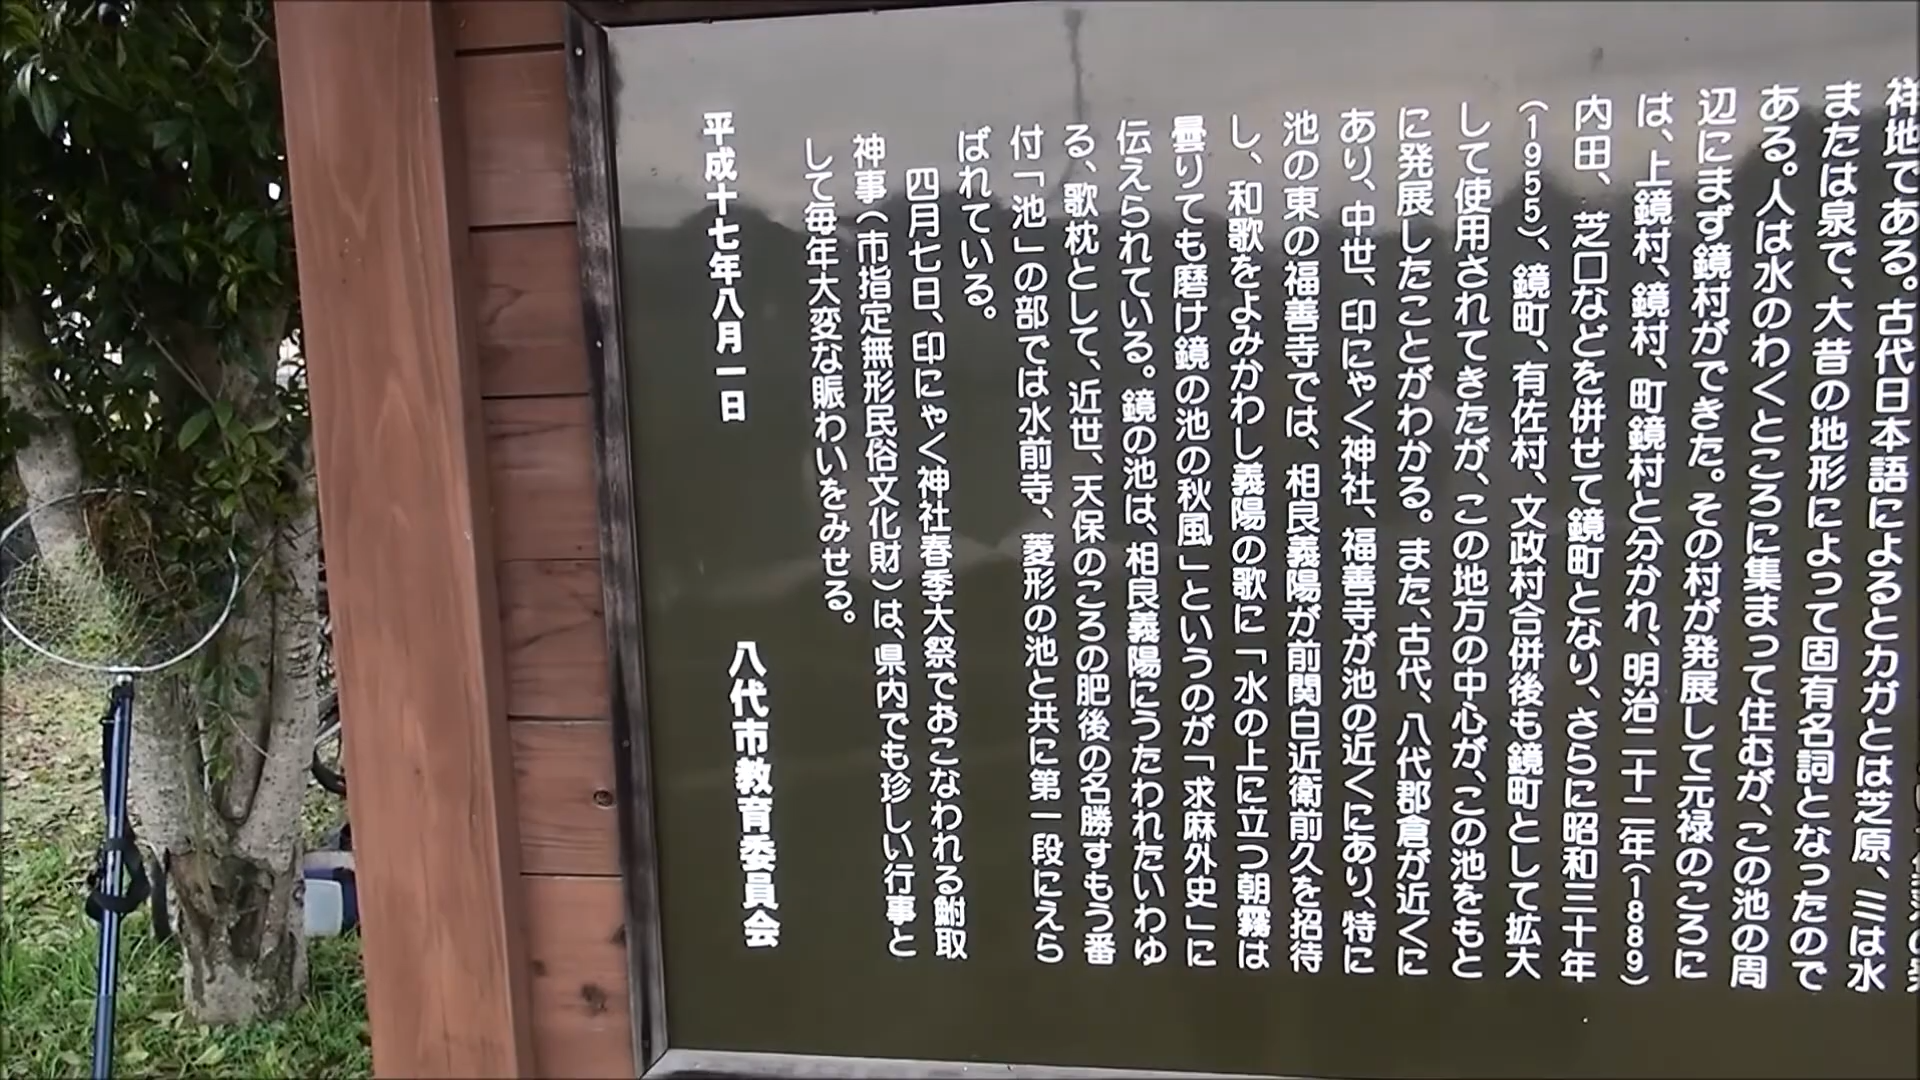 祥地である。古代日本語によるとカガとは芝原、ミは水
または泉で、大昔の地形によって固有名詞となったので
ある。人は水のわくところに集まって住むが、この池の周
辺にまず鏡村ができた。その村が発展して元禄のころに
は、上鏡村、鏡村、町鏡村と分かれ、明治二十二年(1889)
内田、芝口などを併せて鏡町となり、さらに昭和三十年
(1955)、鏡町、有佐村、文政村合併後も鏡町として拡大
して使用されてきたが、この地方の中心が、この池をもと
に発展したことがわかる。また、古代、八代郡倉が近くに
あり、中世、印にゃく神社、福善寺が池の近くにあり、特に
池の東の福善寺では、相良義陽が前関白近衛前久を招待
し、和歌をよみかわし義陽の歌に「水の上に立つ朝霧は
曇りても磨け鏡の池の秋風」というのが「求麻外史」に
伝えられている。鏡の池は、相良義陽にうたわれたいわゆ
る、歌枕として、近世、天保のころの肥後の名勝すもう番
付「池」の部では水前寺、菱形の池と共に第一段にえら
ばれている。
四月七日、印にゃく神社春季大祭でおこなわれる鮒取
神事(市指定無形民俗文化財)は、県内でも珍しい行事と
して毎年大変な賑わいをみせる。
平成十七年八月一日 八代市教育委員会